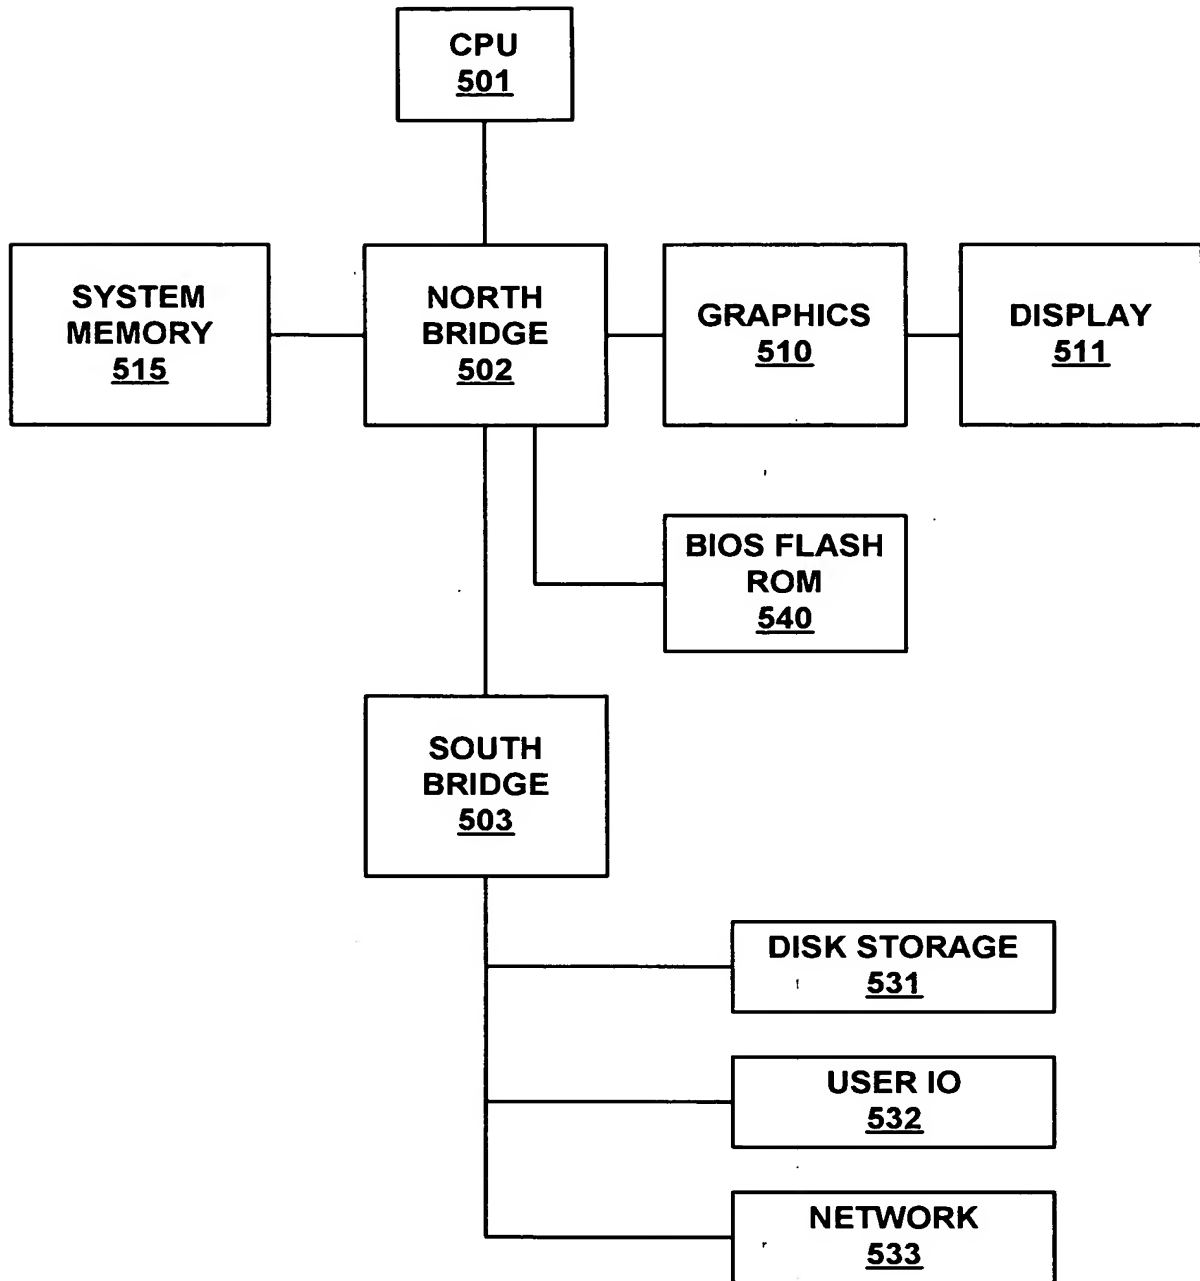 CPU
501
SYSTEM
MEMORY
515
NORTH
BRIDGE
502
GRAPHICS
510
DISPLAY
511
BIOS FLASH
ROM
540
SOUTH
BRIDGE
503
DISK STORAGE
531
USER IO
532
NETWORK
533